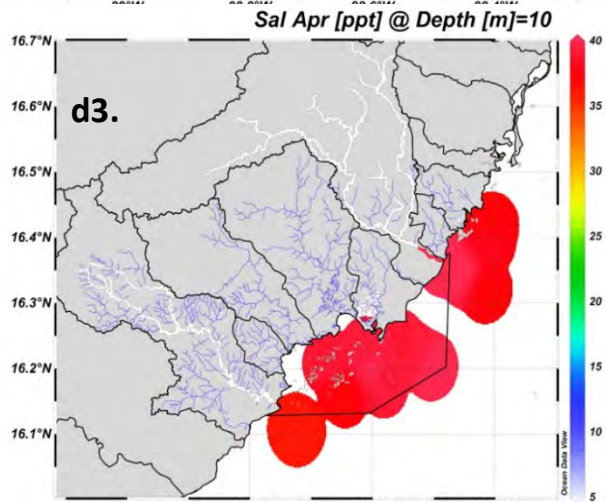 Sal Apr [ppt] @ Depth [m]=10
16.7°N
16.6°N
16.5°N
16.4°N
16.3°N
16.2°N
16.1°N
d3.
40
35
30
25
20
15
10
5
Ocean Data View